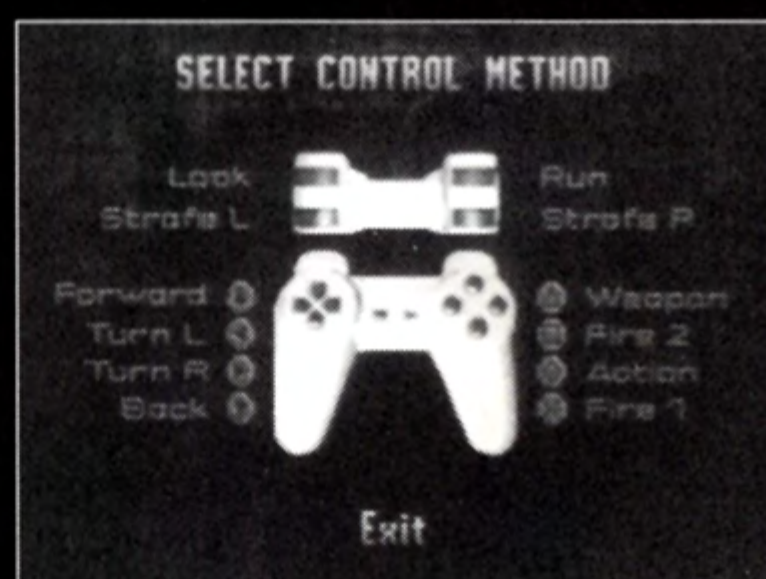 SELECT CONTROL METHOD
Look
Run
Strafe L
Strafe R
Forward
Weapon
Turn L
Fire 2
Turn R
Action
Back
Fire 1
Exit